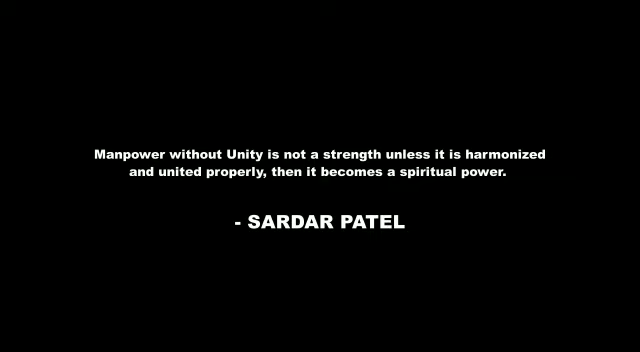 Manpower without Unity is not a strength unless it is harmonized
and united properly, then it becomes a spiritual power.
- SARDAR PATEL